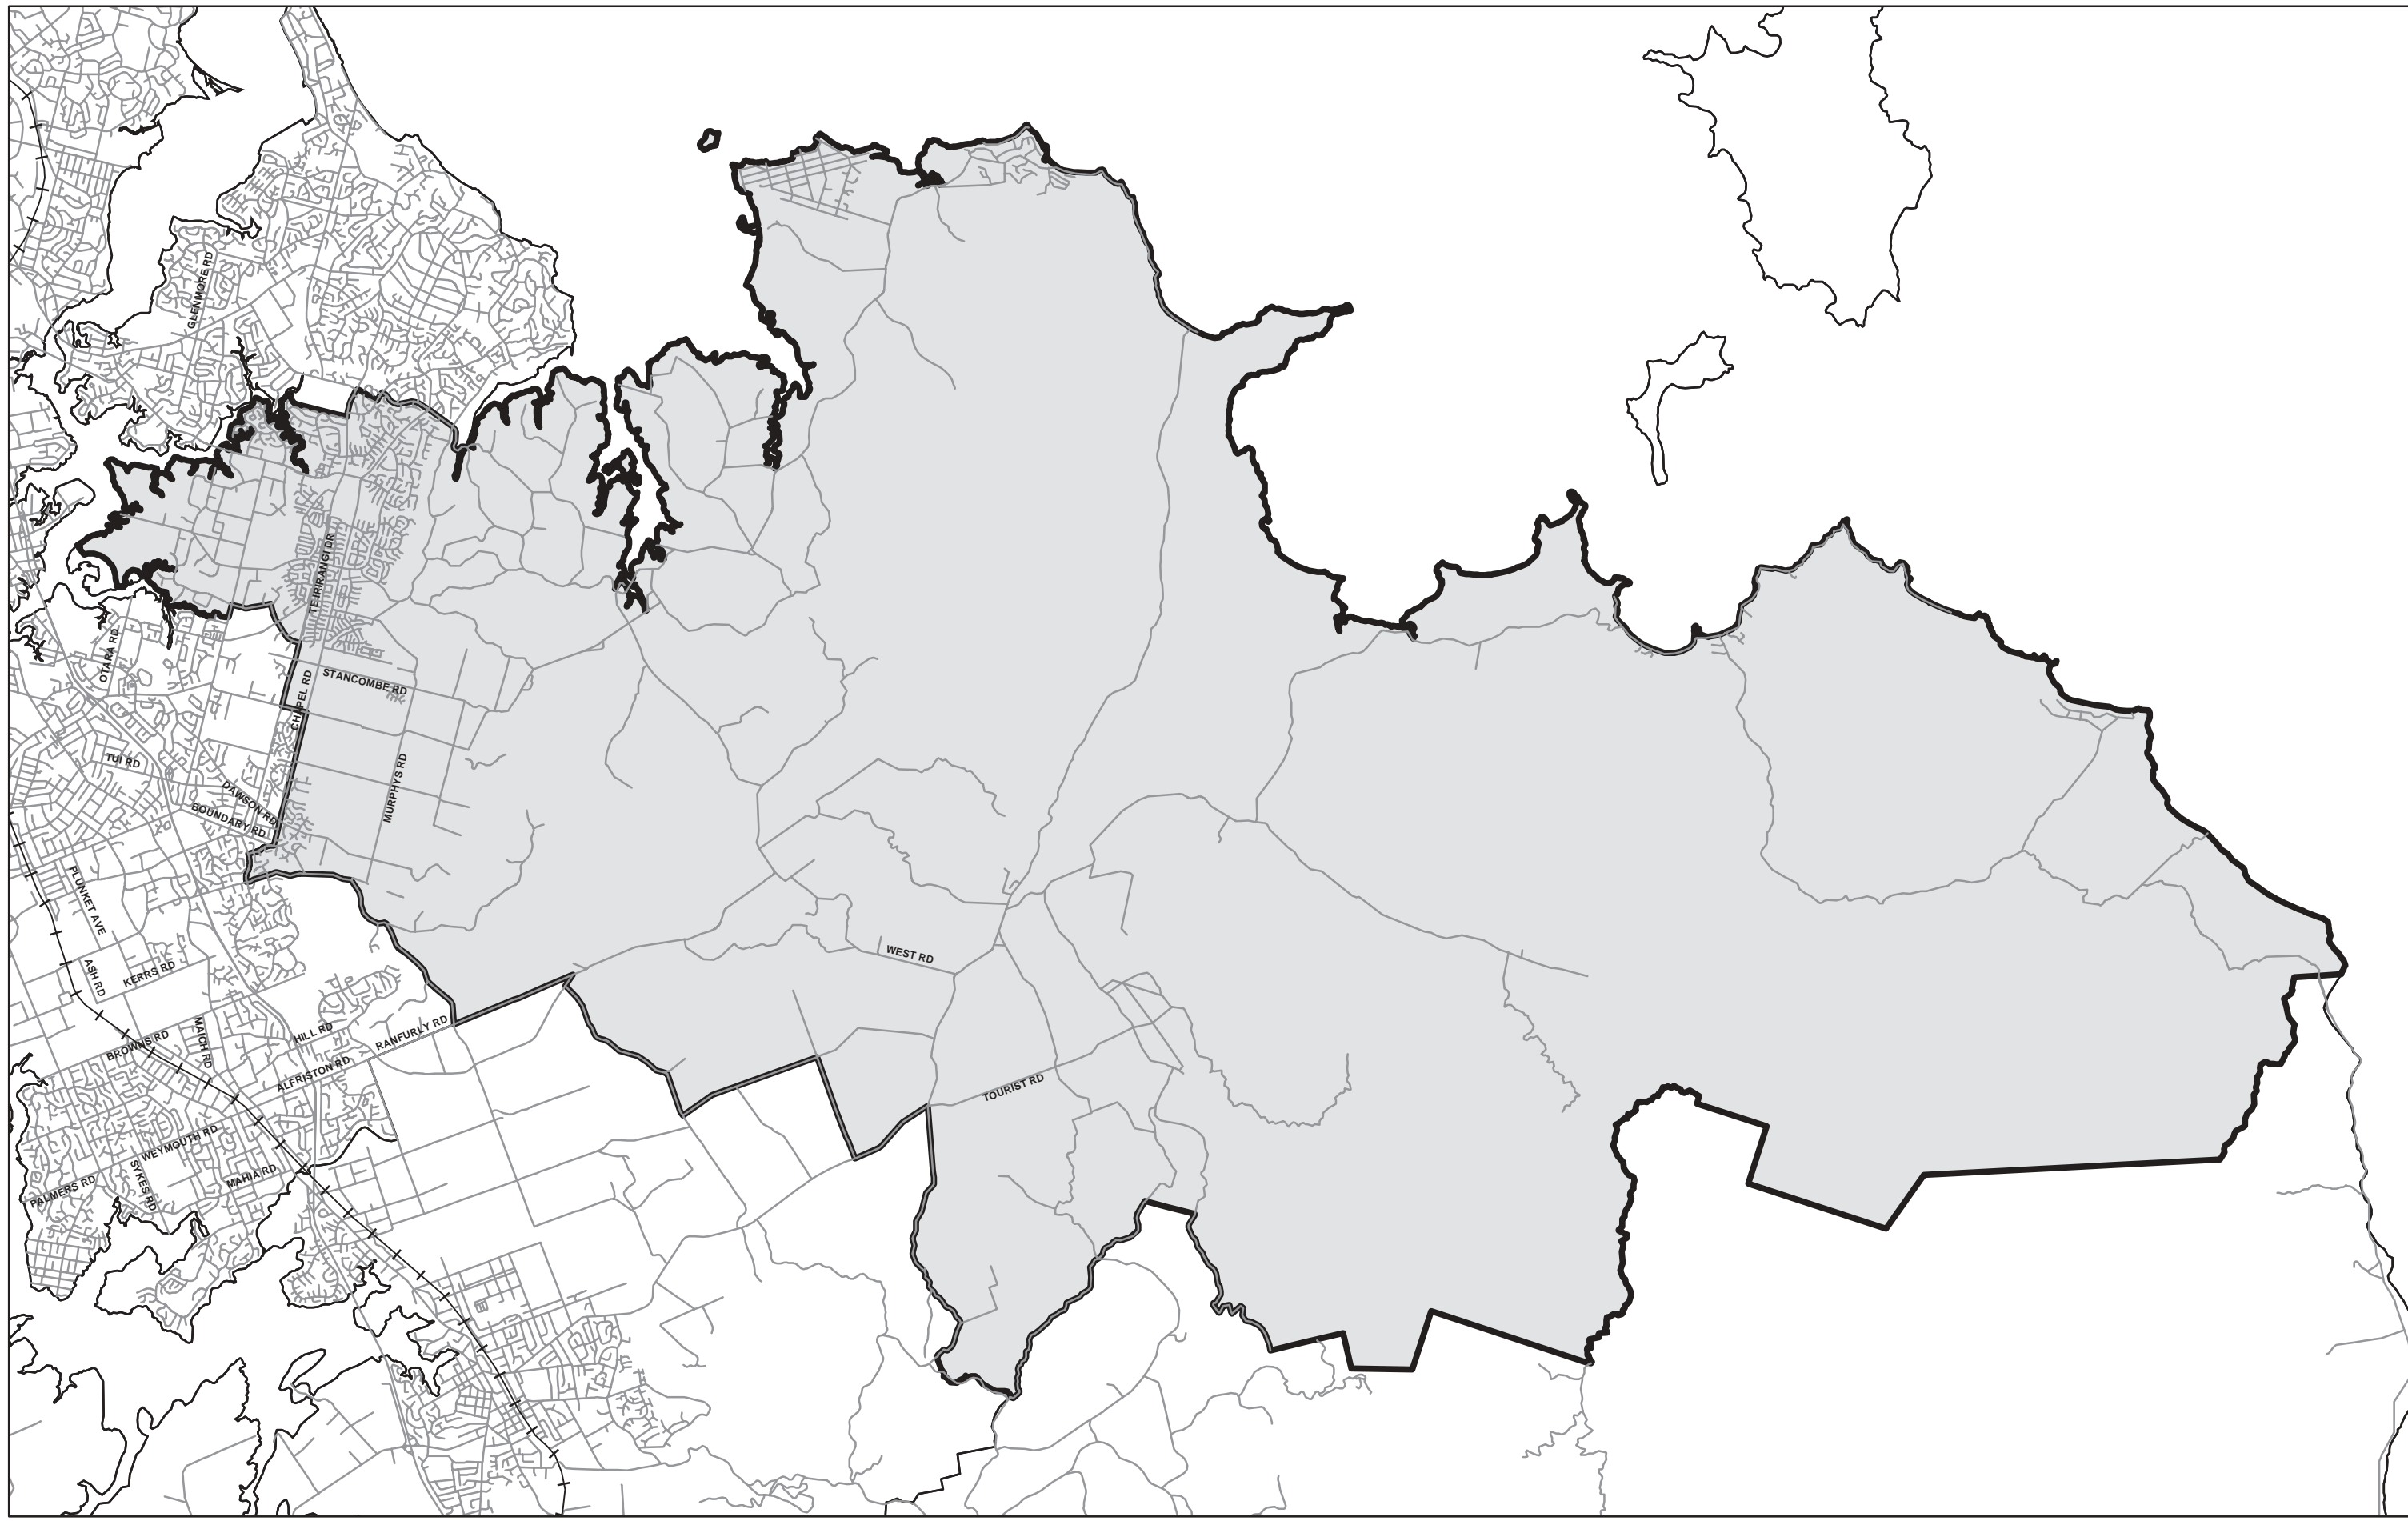 GLENMORE RD
TE IRIRANGI DR
OTARA RD
STANCOMBE RD
CHAPEL RD
TUI RD
MURPHYS RD
DAWSON RD
BOUNDARY RD
PLUNKET AVE
WEST RD
ASH RD
KERRS RD
MAICH RD
HILL RD
RANFURLY RD
BROWNS RD
ALFRISTON RD
TOURIST RD
WEYMOUTH RD
SYKES RD
MAHIA RD
PALMERS RD